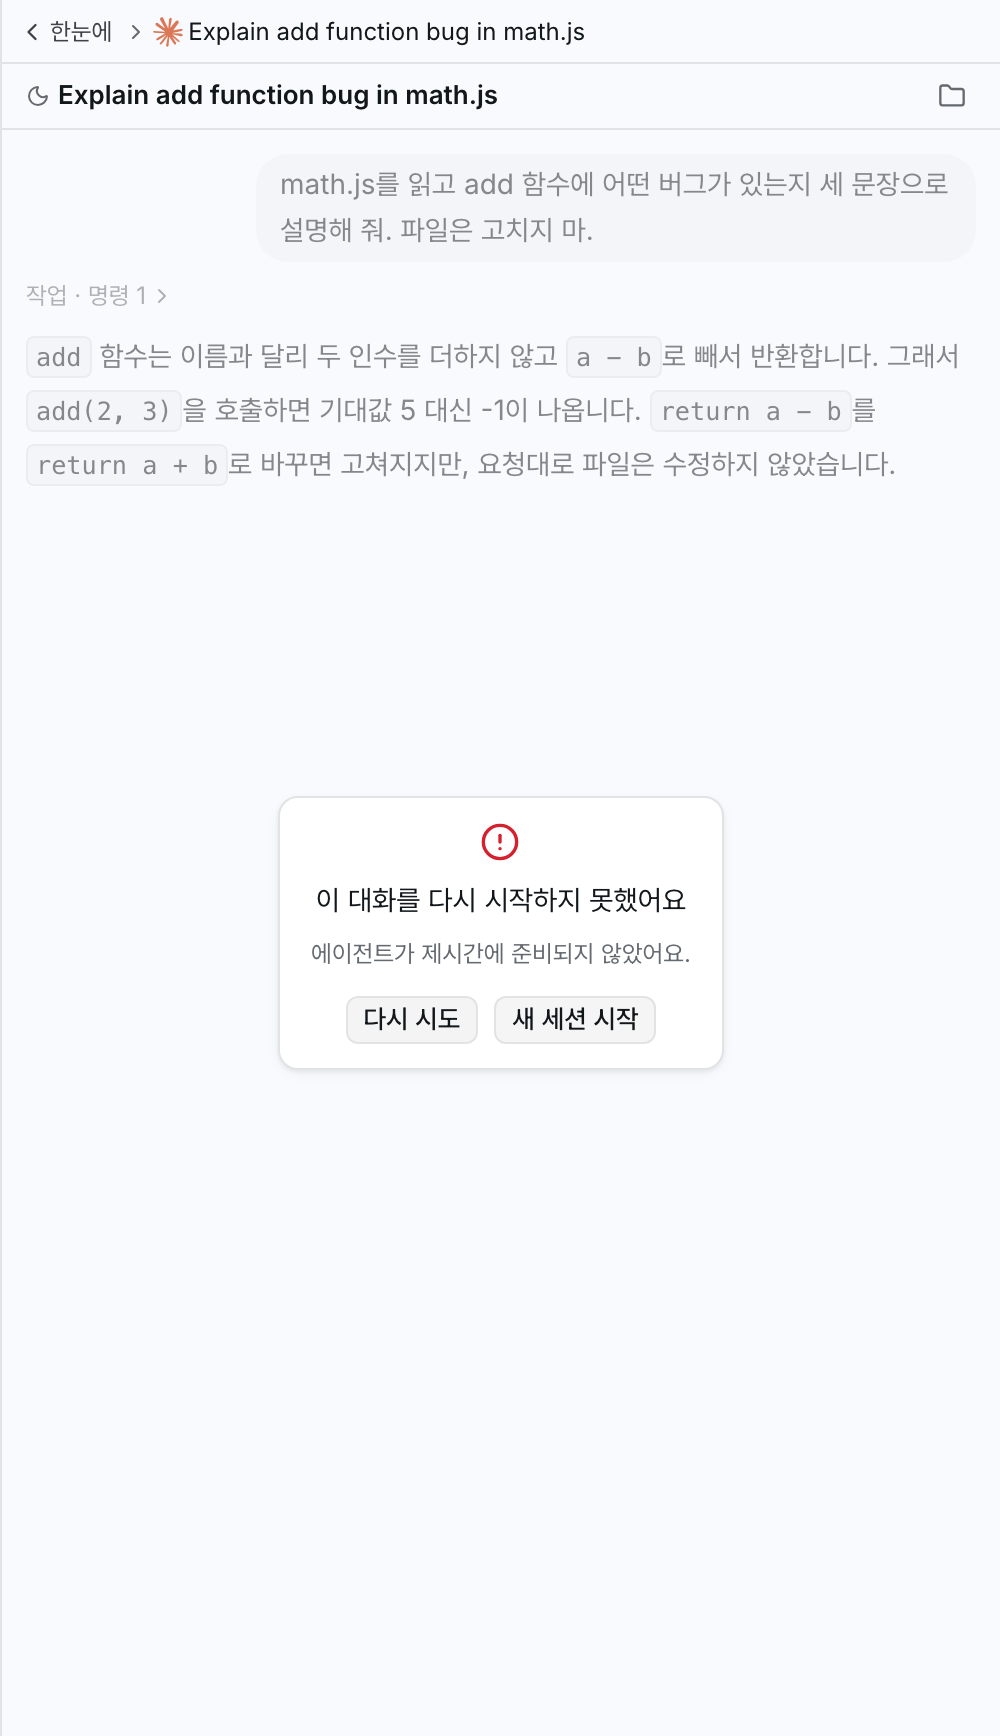 한눈에 Explain add function bug in math.js
Explain add function bug in math.js
math.js를 읽고 add 함수에 어떤 버그가 있는지 세 문장으로
설명해 줘. 파일은 고치지 마.
작업 · 명령 1
add 함수는 이름과 달리 두 인수를 더하지 않고 a - b로 빼서 반환합니다. 그래서
add(2, 3)을 호출하면 기대값 5 대신 -1이 나옵니다. return a - b를
return a + b로 바꾸면 고쳐지지만, 요청대로 파일은 수정하지 않았습니다.
이 대화를 다시 시작하지 못했어요
에이전트가 제시간에 준비되지 않았어요.
다시 시도 새 세션 시작